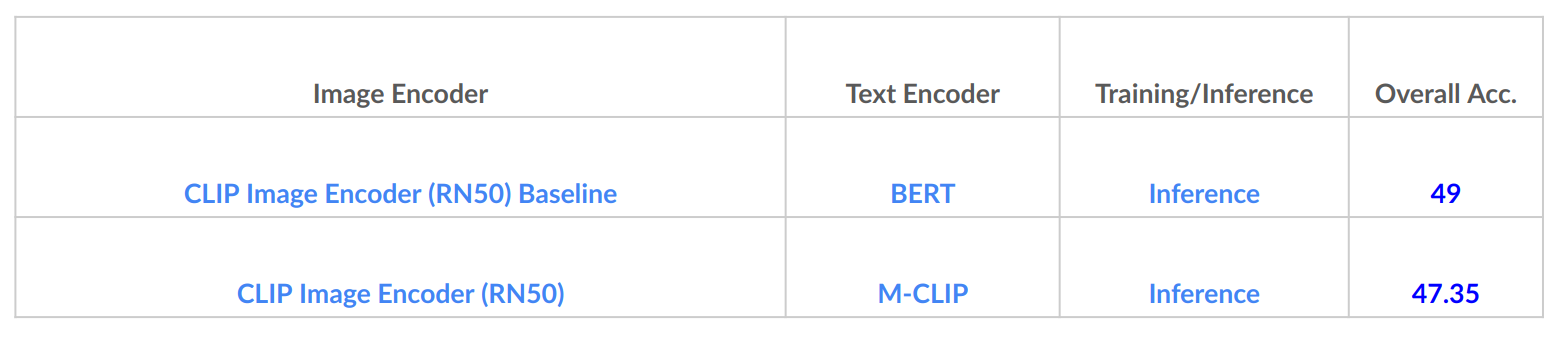 Image Encoder Text Encoder Training/Inference Overall Acc.
CLIP Image Encoder (RN50) Baseline BERT Inference 49
CLIP Image Encoder (RN50) M-CLIP Inference 47.35